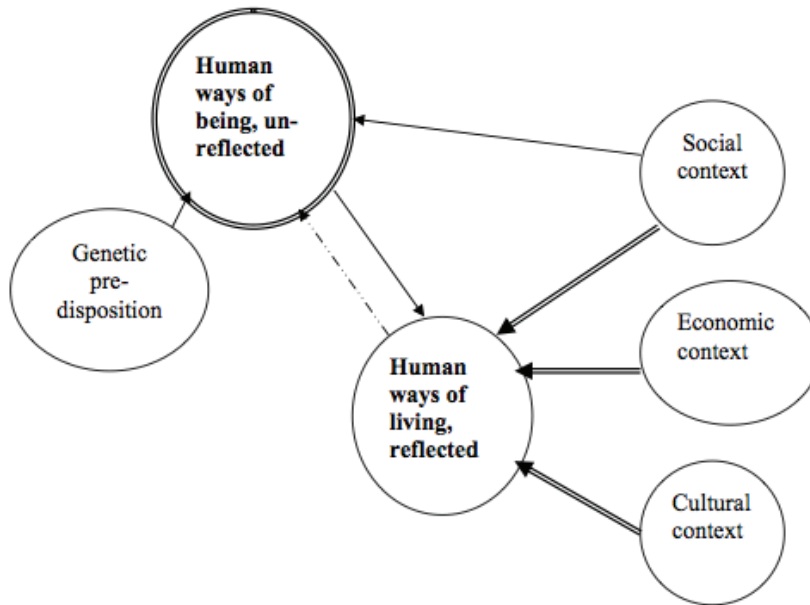 Human
ways of
being, un-
reflected
Social
context
Genetic
pre-
disposition
Economic
context
Human
ways of
living,
reflected
Cultural
context